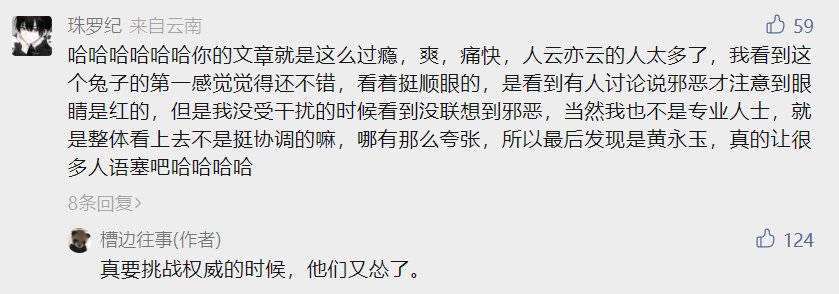 珠罗纪 来自云南 59
哈哈哈哈哈哈你的文章就是这么过瘾，爽，痛快，人云亦云的人太多了，我看到这
个兔子的第一感觉觉得还不错，看着挺顺眼的，是看到有人讨论说邪恶才注意到眼
睛是红的，但是我没受干扰的时候看到没联想到邪恶，当然我也不是专业人士，就
是整体看上去不是挺协调的嘛，哪有那么夸张，所以最后发现是黄永玉，真的让很
多人语塞吧哈哈哈哈
8条回复>
槽边往事(作者) 124
真要挑战权威的时候，他们又怂了。